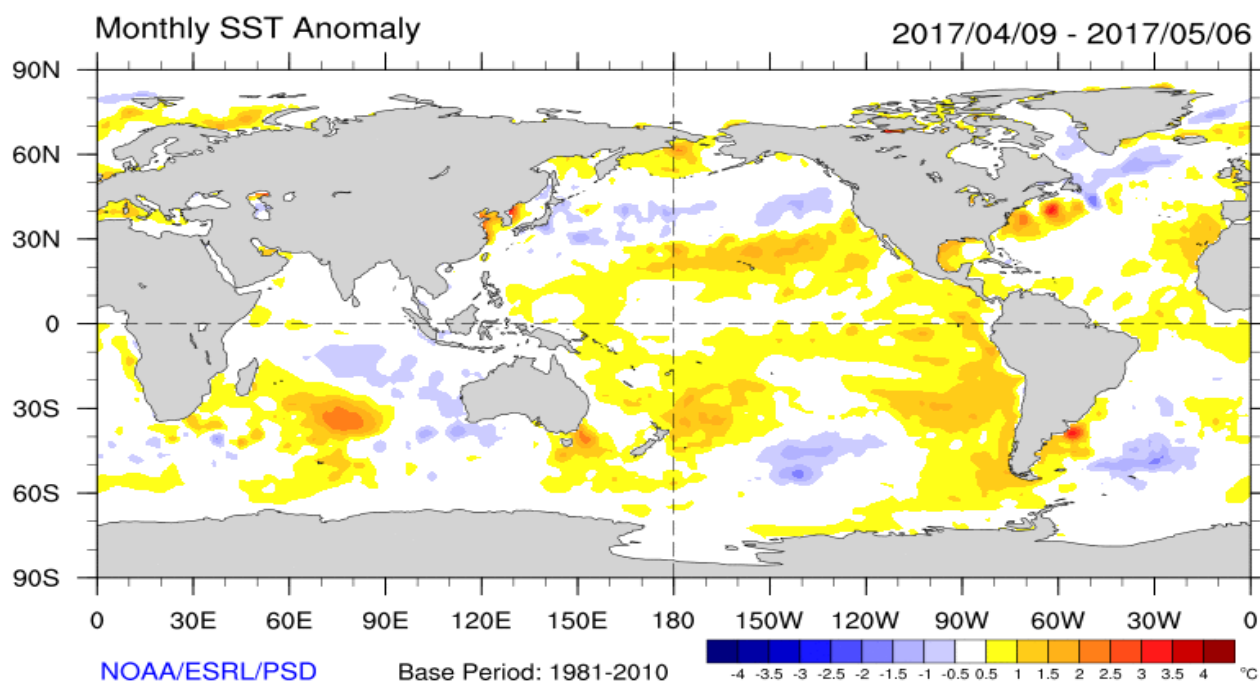 Monthly SST Anomaly 2017/04/09 - 2017/05/06
90N
60N
30N
0
30S
60S
90S
0 30E 60E 90E 120E 150E 180 150W 120W 90W 60W 30W 0
NOAA/ESRL/PSD Base Period: 1981-2010
-4 -3.5 -3 -2.5 -2 -1.5 -1 -0.5 0.5 1 1.5 2 2.5 3 3.5 4 °C